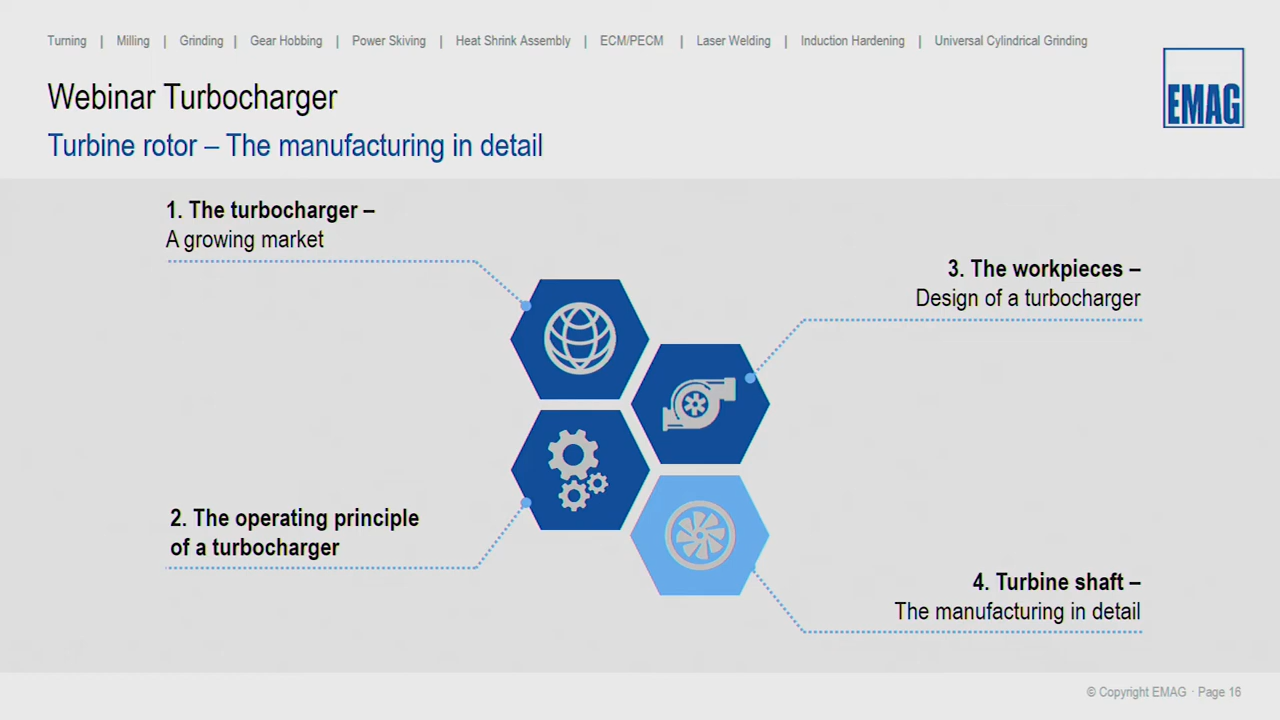 Turning | Milling | Grinding | Gear Hobbing | Power Skiving | Heat Shrink Assembly | ECM/PECM | Laser Welding | Induction Hardening | Universal Cylindrical Grinding
EMAG
Webinar Turbocharger
Turbine rotor – The manufacturing in detail
1. The turbocharger –
A growing market
3. The workpieces –
Design of a turbocharger
2. The operating principle
of a turbocharger
4. Turbine shaft –
The manufacturing in detail
© Copyright EMAG · Page 16